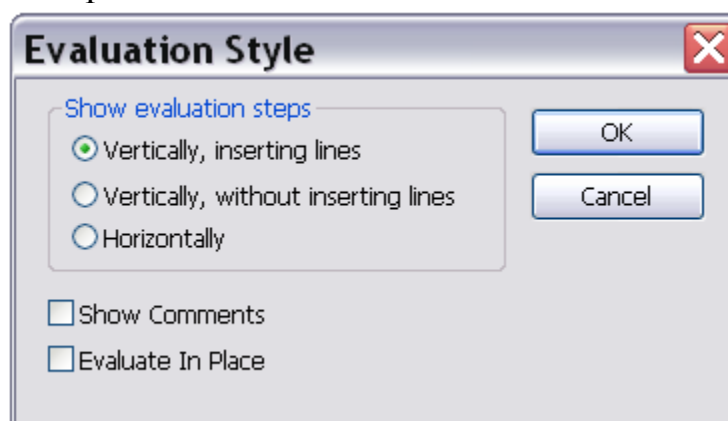 Evaluation Style
Show evaluation steps
Vertically, inserting lines
Vertically, without inserting lines
Horizontally
OK
Cancel
Show Comments
Evaluate In Place